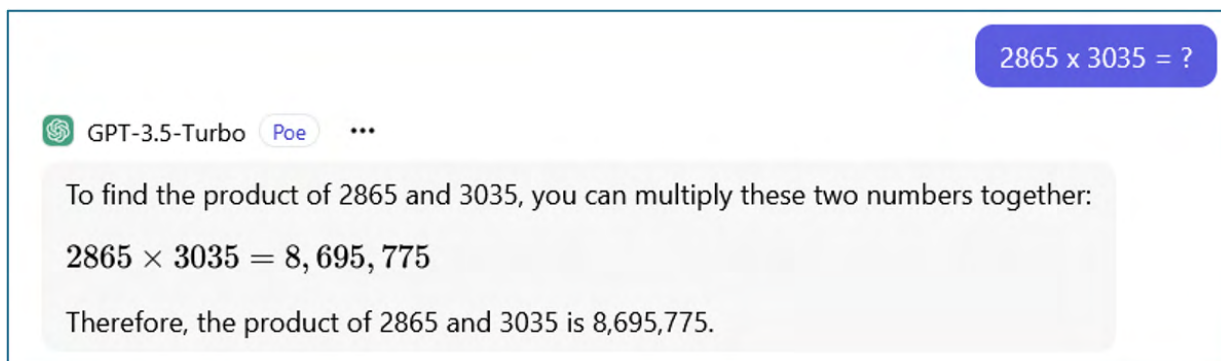 2865 x 3035 = ?
GPT-3.5-Turbo Poe •••
To find the product of 2865 and 3035, you can multiply these two numbers together:
2865 × 3035 = 8, 695, 775
Therefore, the product of 2865 and 3035 is 8,695,775.